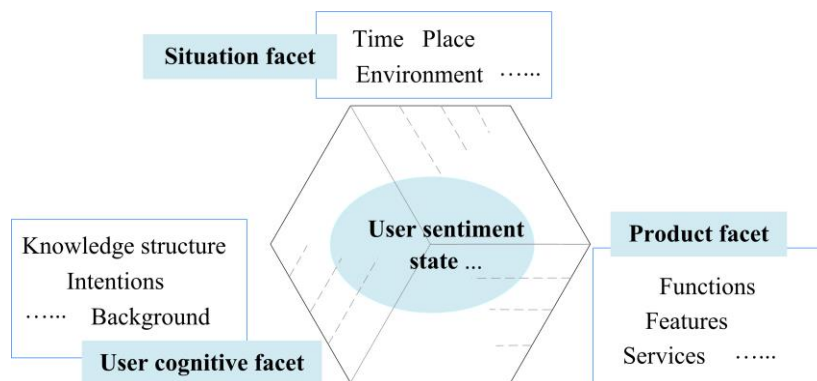 Situation facet
Time Place
Environment ......
User sentiment
state ...
Knowledge structure
Intentions
...... Background
User cognitive facet
Product facet
Functions
Features
Services ......